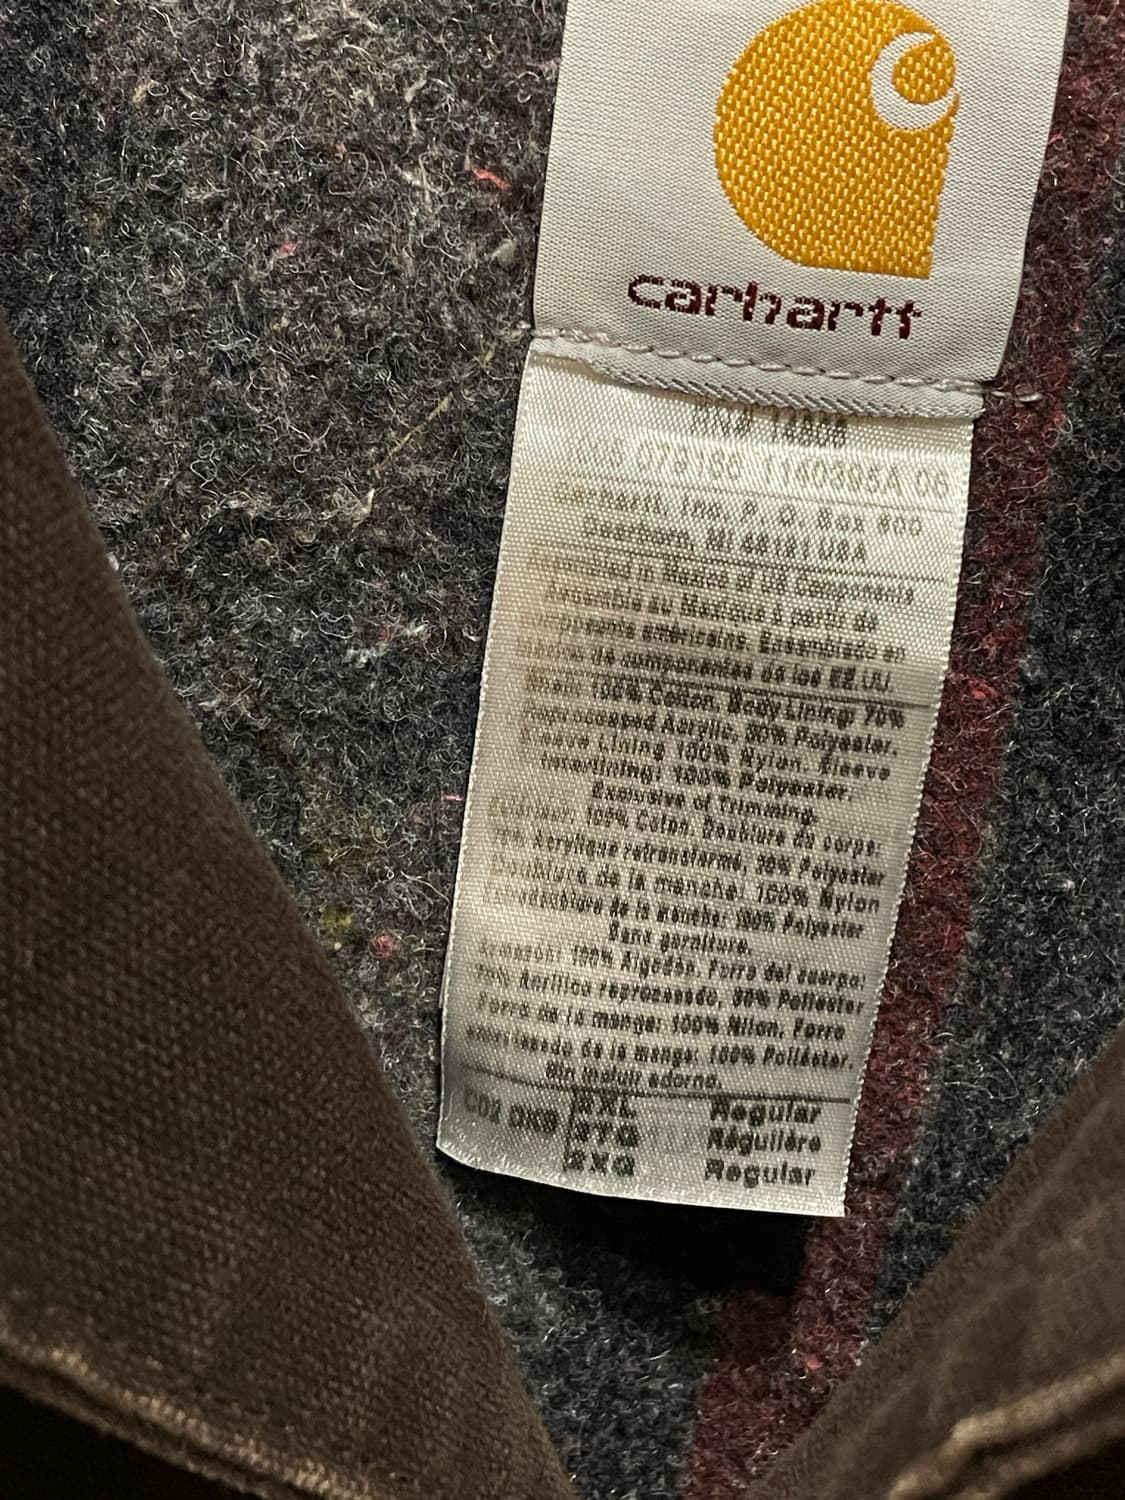 carhartt
RN# 14806
Carhartt, Inc. P. O. Box 600
Dearborn, MI 48121 USA
Assembled in Mexico of US Components
Assemblé au Mexique à partir de
composants américains. Ensamblado en
México de componentes de los EE.UU.
Shell: 100% Cotton. Body Lining: 70%
Reprocessed Acrylic, 30% Polyester.
Sleeve Lining 100% Nylon. Sleeve
Interlining: 100% Polyester.
Exclusive of Trimming.
Extérieur: 100% Coton. Doublure du corps:
70% Acrylique retransformé, 30% Polyester
Doublure de la manche: 100% Nylon
de la manche: 100% Polyester
Sans garniture.
Armazón: 100% Algodón. Forro del cuerpo:
70% Acrílico reprocesado, 30% Poliéster
Forro de la manga: 100% Nilon. Forro
de la manga: 100% Poliéster.
Sin incluir adorno.
C02 DKB 2XL Regular
2TG Régulière
2XG Regular